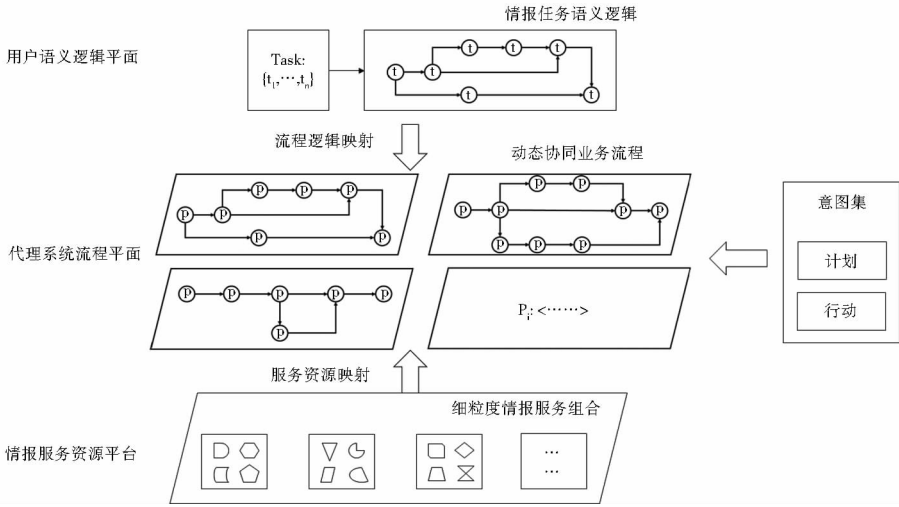 情报任务语义逻辑
用户语义逻辑平面
Task:
{t₁,…,tₙ}
t t t
t t
t t
流程逻辑映射
动态协同业务流程
P P P
P P
P P
P P
P P P P
P P P
意图集
计划
行动
代理系统流程平面
P P P P P
P
Pᵢ: <……>
服务资源映射
细粒度情报服务组合
情报服务资源平台
…
…